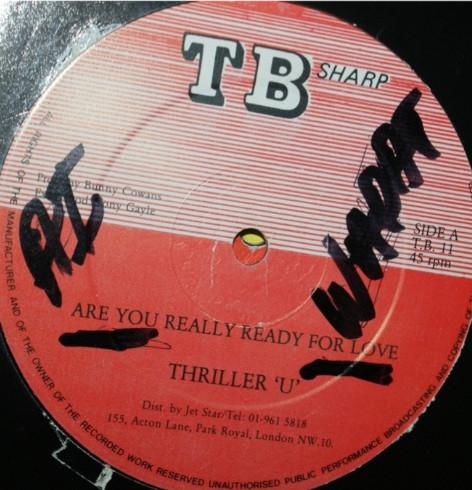 TB SHARP
by Bunny Cowans
Gayle
SIDE A
T.B. 11
45 rpm
ARE YOU REALLY READY FOR LOVE
THRILLER ‘U’
Dist. by Jet Star/Tel: 01-961 5818
155, Acton Lane, Park Royal, London NW.10.
ALL RIGHTS OF THE MANUFACTURER AND OF THE OWNER OF THE RECORDED WORK RESERVED UNAUTHORISED PUBLIC PERFORMANCE BROADCASTING AND COPYING OF